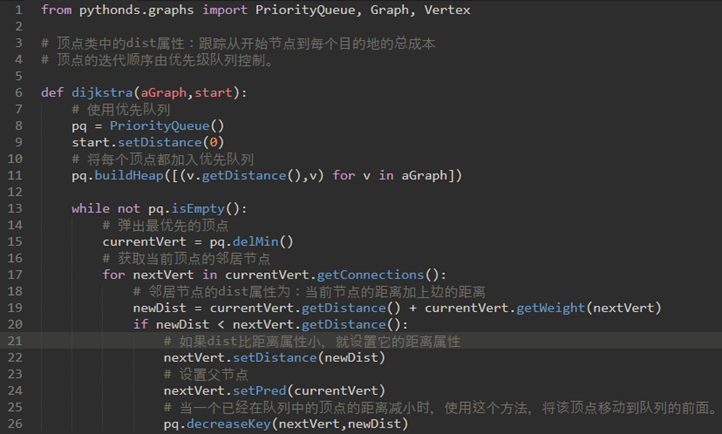 1 from pythonds.graphs import PriorityQueue, Graph, Vertex
2
3 # 顶点类中的dist属性：跟踪从开始节点到每个目的地的总成本
4 # 顶点的迭代顺序由优先级队列控制。
5
6 def dijkstra(aGraph,start):
7     # 使用优先队列
8     pq = PriorityQueue()
9     start.setDistance(0)
10     # 将每个顶点都加入优先队列
11     pq.buildHeap([(v.getDistance(),v) for v in aGraph])
12
13     while not pq.isEmpty():
14         # 弹出最优先的顶点
15         currentVert = pq.delMin()
16         # 获取当前顶点的邻居节点
17         for nextVert in currentVert.getConnections():
18             # 邻居节点的dist属性为：当前节点的距离加上边的距离
19             newDist = currentVert.getDistance() + currentVert.getWeight(nextVert)
20             if newDist < nextVert.getDistance():
21                 # 如果dist比距离属性小，就设置它的距离属性
22                 nextVert.setDistance(newDist)
23                 # 设置父节点
24                 nextVert.setPred(currentVert)
25                 # 当一个已经在队列中的顶点的距离减小时，使用这个方法，将该顶点移动到队列的前面。
26                 pq.decreaseKey(nextVert,newDist)